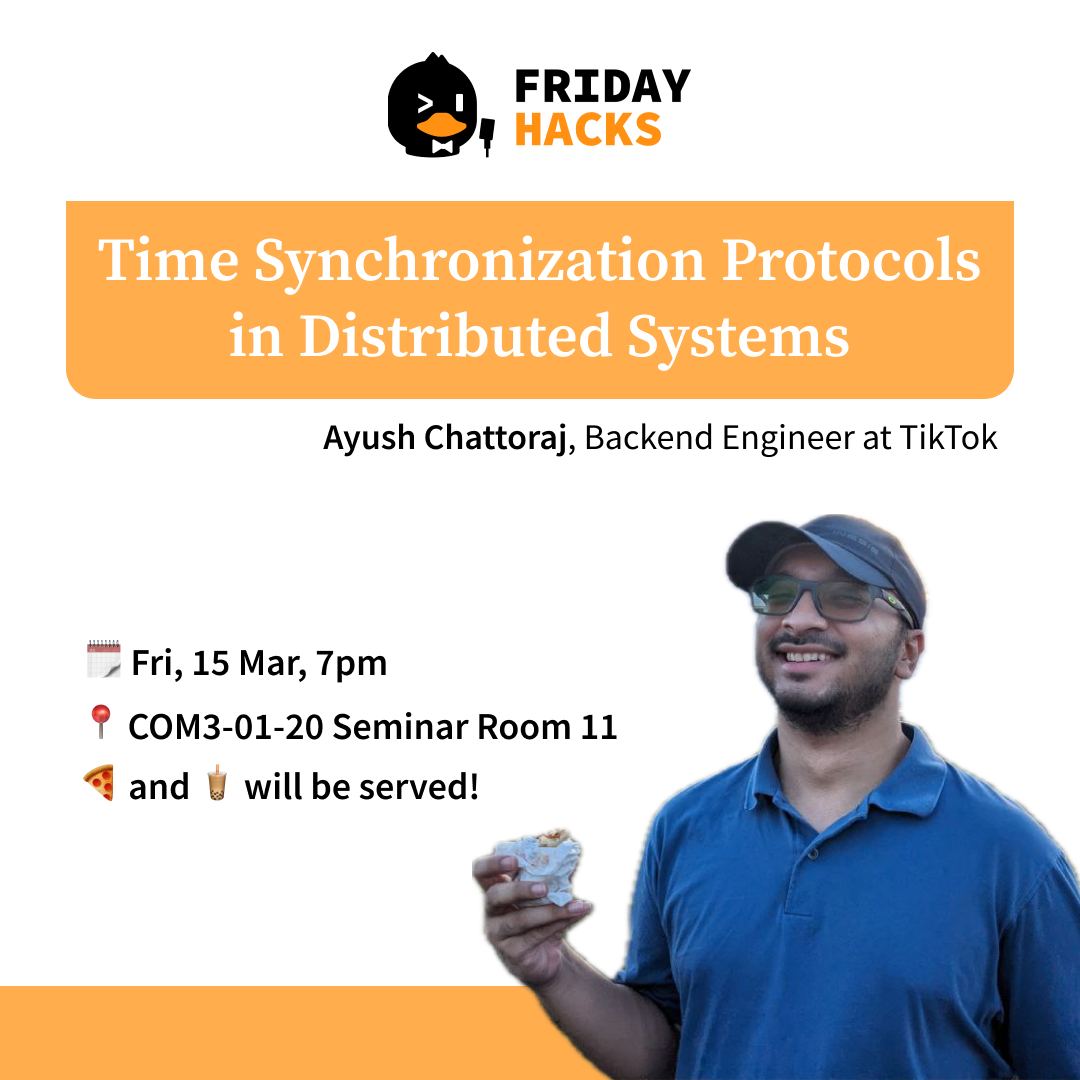 FRIDAY
HACKS
Time Synchronization Protocols
in Distributed Systems
Ayush Chattoraj, Backend Engineer at TikTok
Fri, 15 Mar, 7pm
COM3-01-20 Seminar Room 11
and will be served!